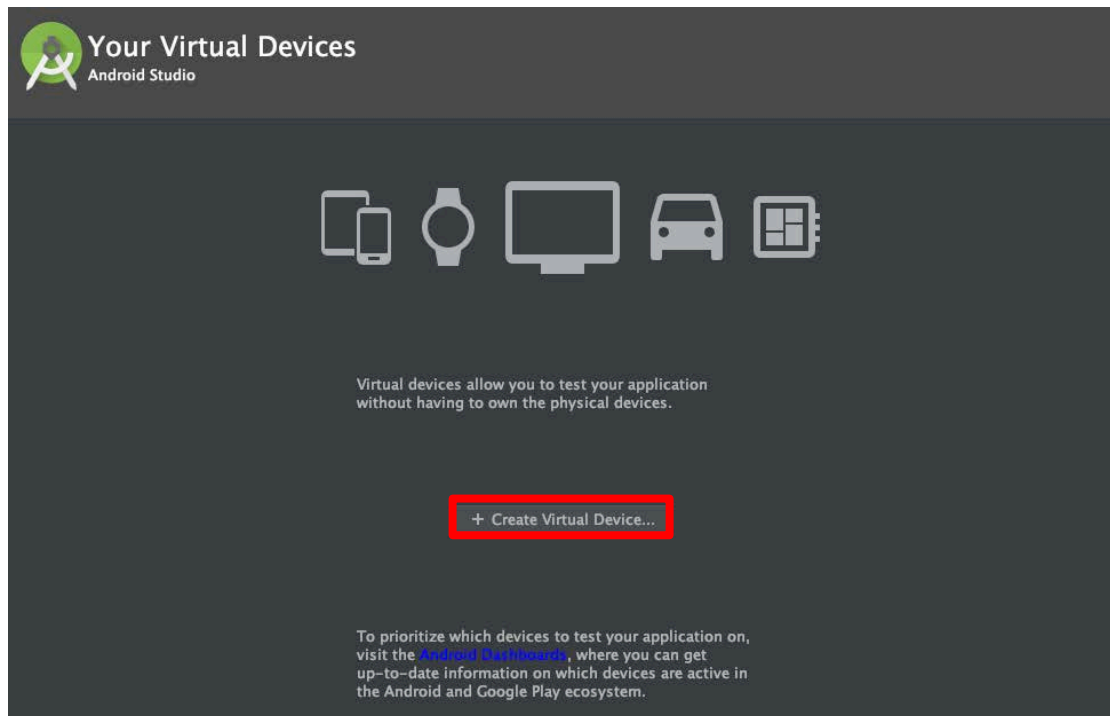 Your Virtual Devices
Android Studio
Virtual devices allow you to test your application
without having to own the physical devices.
+ Create Virtual Device...
To prioritize which devices to test your application on,
visit the Android Dashboards, where you can get
up-to-date information on which devices are active in
the Android and Google Play ecosystem.